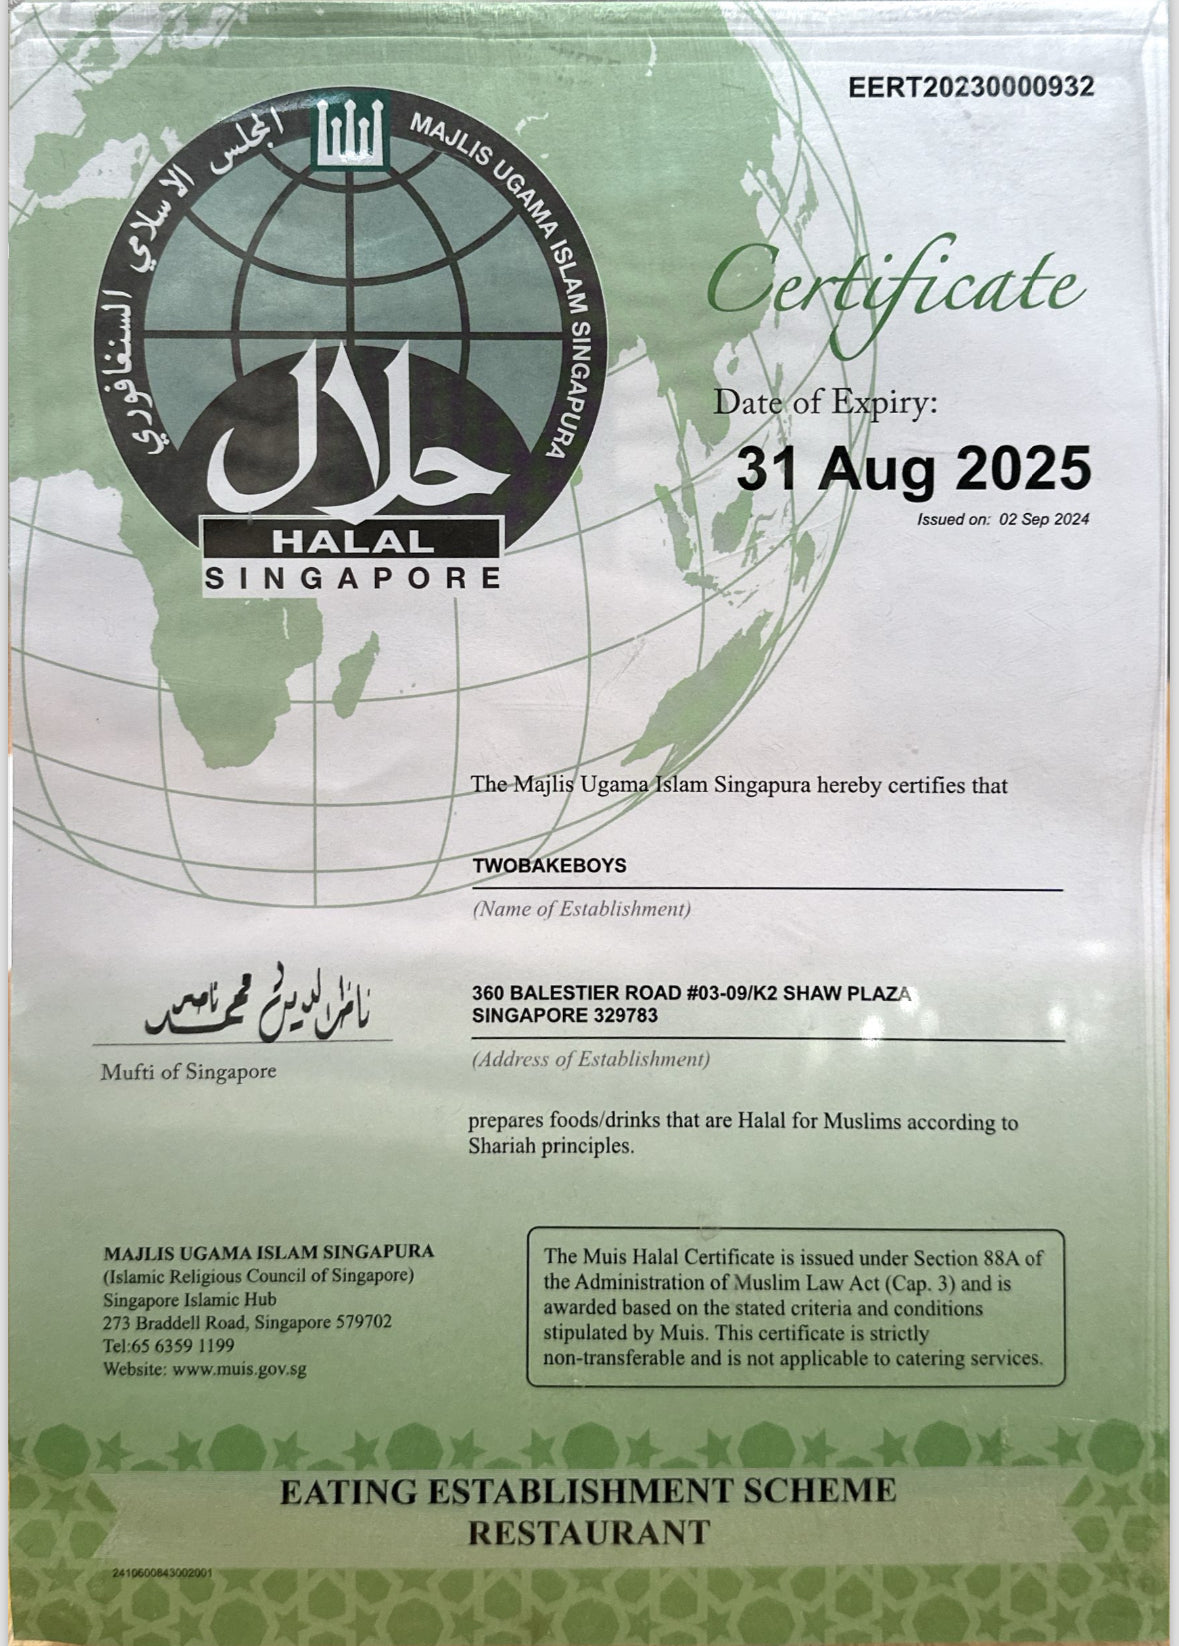 EERT20230000932
المجلس الاسلامي السنغافوري
MAJLIS UGAMA ISLAM SINGAPURA
حلال
HALAL
SINGAPORE
Certificate
Date of Expiry:
31 Aug 2025
Issued on: 02 Sep 2024
The Majlis Ugama Islam Singapura hereby certifies that
TWOBAKEBOYS
(Name of Establishment)
360 BALESTIER ROAD #03-09/K2 SHAW PLAZA
SINGAPORE 329783
(Address of Establishment)
Mufti of Singapore
prepares foods/drinks that are Halal for Muslims according to
Shariah principles.
MAJLIS UGAMA ISLAM SINGAPURA
(Islamic Religious Council of Singapore)
Singapore Islamic Hub
273 Braddell Road, Singapore 579702
Tel:65 6359 1199
Website: www.muis.gov.sg
The Muis Halal Certificate is issued under Section 88A of
the Administration of Muslim Law Act (Cap. 3) and is
awarded based on the stated criteria and conditions
stipulated by Muis. This certificate is strictly
non-transferable and is not applicable to catering services.
EATING ESTABLISHMENT SCHEME
RESTAURANT
2410600843002001